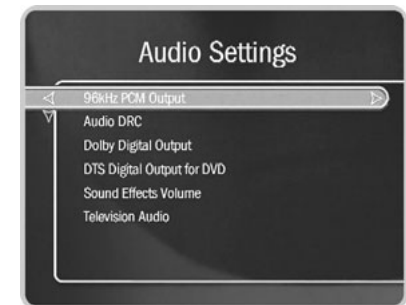 Audio Settings
96kHz PCM Output
Audio DRC
Dolby Digital Output
DTS Digital Output for DVD
Sound Effects Volume
Television Audio